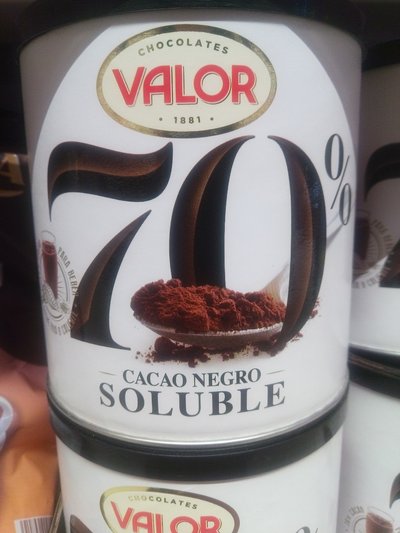 CHOCOLATES
VALOR
· 1881 ·
70%
CACAO NEGRO
SOLUBLE
CHOCOLATES
VALOR